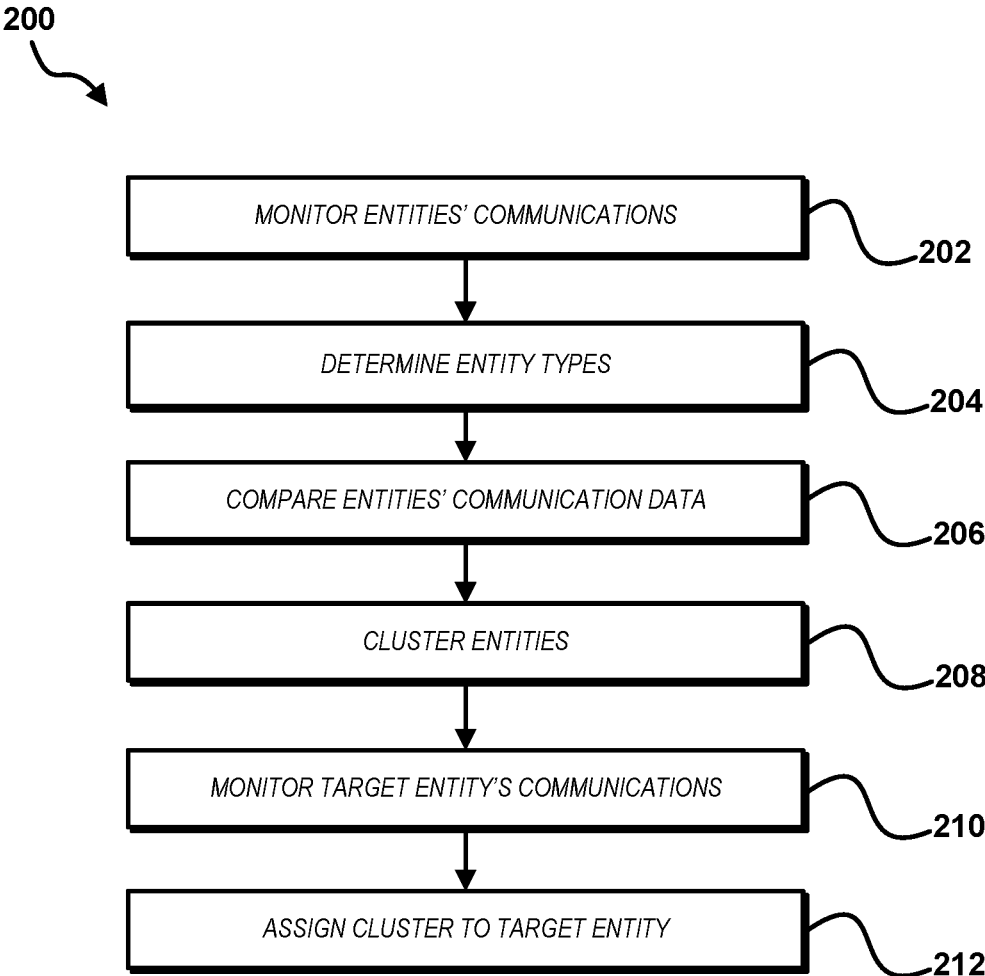 200
MONITOR ENTITIES’ COMMUNICATIONS
202
DETERMINE ENTITY TYPES
204
COMPARE ENTITIES’ COMMUNICATION DATA
206
CLUSTER ENTITIES
208
MONITOR TARGET ENTITY’S COMMUNICATIONS
210
ASSIGN CLUSTER TO TARGET ENTITY
212